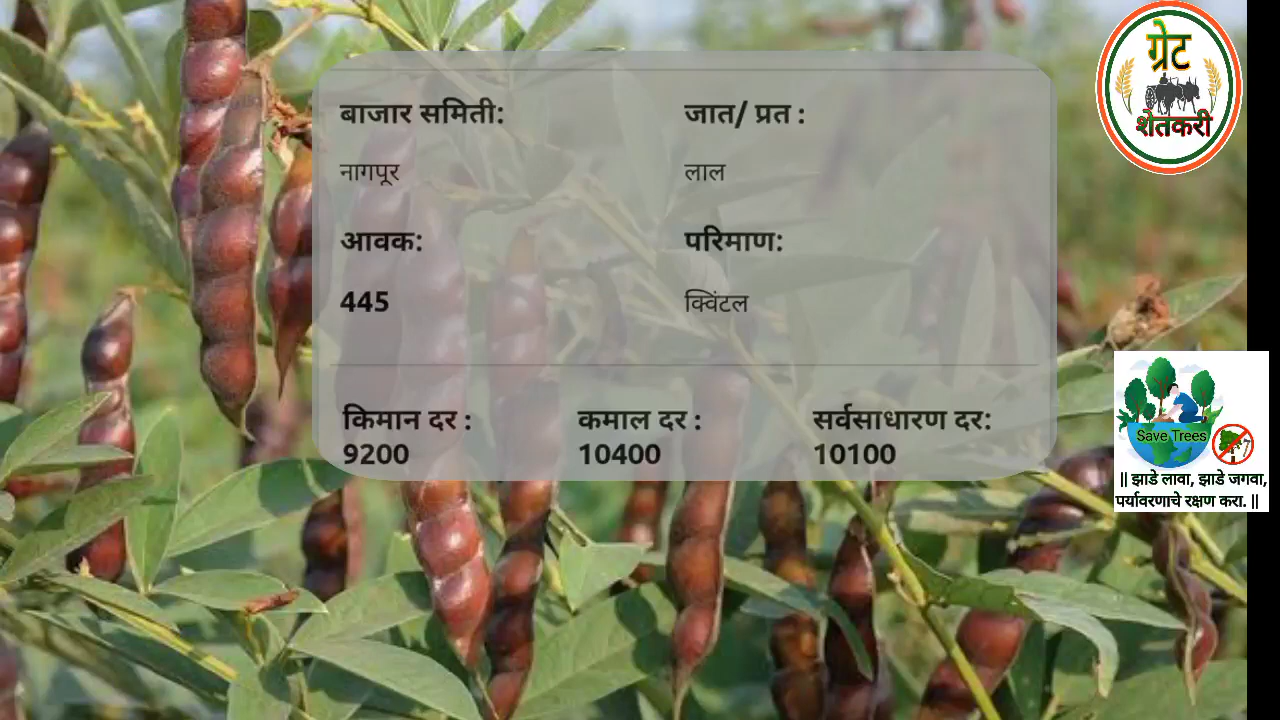 बाजार समिती:
जात/ प्रत :
नागपूर
लाल
आवक:
परिमाण:
445
क्विंटल
किमान दर :
कमाल दर :
सर्वसाधारण दर:
9200
10400
10100
ग्रेट
शेतकरी
Save Trees
|| झाडे लावा, झाडे जगवा,
पर्यावरणाचे रक्षण करा. ||